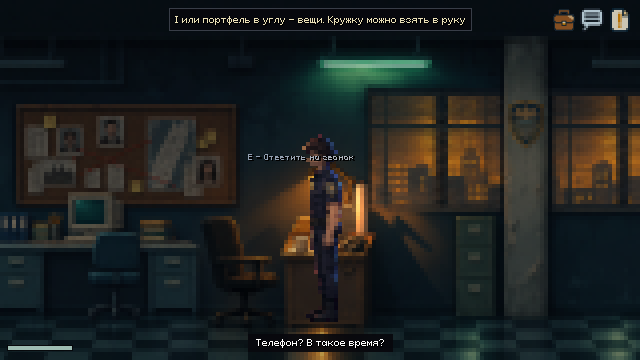 I или портфель в углу – вещи. Кружку можно взять в руку
E – Ответить на звонок
Телефон? В такое время?